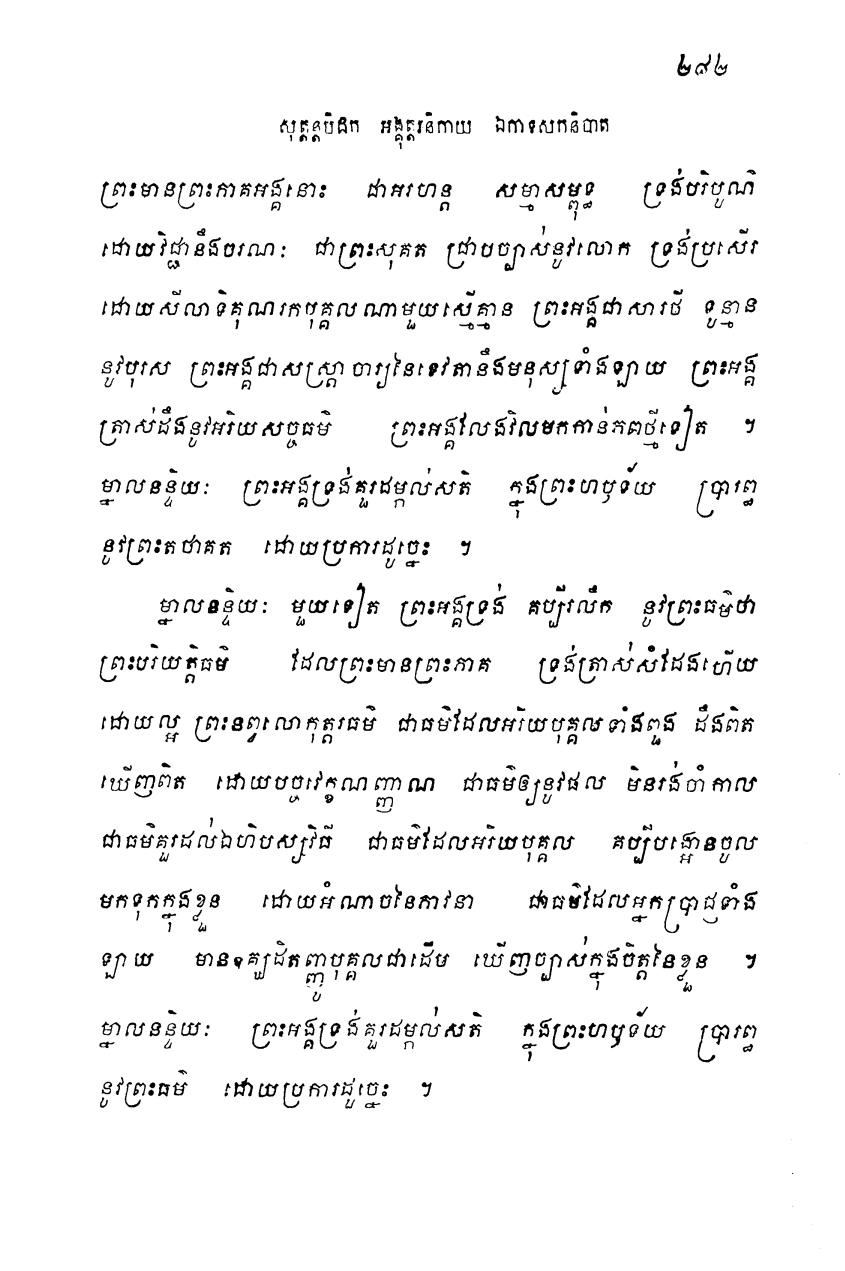 ២៩២
សុត្តន្តបិដក អង្គុត្តរនិកាយ ឯកាទសកនិបាត
ព្រះមានព្រះភាគអង្គនោះ ជាអរហន្ត សម្មាសម្ពុទ្ធ ទ្រង់បរិបូណ៌
ដោយវិជ្ជានឹងចរណៈ ជាព្រះសុគត ជ្រាបច្បាស់នូវលោក ទ្រង់ប្រសើរ
ដោយសីលាទិគុណរកបុគ្គលណាមួយស្មើគ្មាន ព្រះអង្គជាសារថី ទូន្មាន
នូវបុរស ព្រះអង្គជាសាស្ត្រាចារ្យនៃទេវតានឹងមនុស្សទាំងឡាយ ព្រះអង្គ
ត្រាស់ដឹងនូវអរិយសច្ចធម៌ ព្រះអង្គលែងវិលមកកាន់ភពថ្មីទៀត ។
ម្នាលនន្ទិយៈ ព្រះអង្គទ្រង់គួរដម្កល់សតិ ក្នុងព្រះហឫទ័យ ប្រារព្ធ
នូវព្រះតថាគត ដោយប្រការដូច្នេះ ។
ម្នាលនន្ទិយៈ មួយទៀត ព្រះអង្គទ្រង់ គប្បីរលឹក នូវព្រះធម៌ថា
ព្រះបរិយត្តិធម៌ ដែលព្រះមានព្រះភាគ ទ្រង់ត្រាស់សំដែងហើយ
ដោយល្អ ព្រះនព្វលោកុត្តរធម៌ ជាធម៌ដែលអរិយបុគ្គលទាំងពួង ដឹងពិត
ឃើញពិត ដោយបច្ចវេក្ខណញ្ញាណ ជាធម៌ឲ្យនូវផល មិនរង់ចាំកាល
ជាធម៌គួរដល់ឯហិបស្សវិធី ជាធម៌ដែលអរិយបុគ្គល គប្បីបង្អោនចូល
មកទុកក្នុងខ្លួន ដោយអំណាចនៃភាវនា ជាធម៌ដែលអ្នកប្រាជ្ញទាំង
ឡាយ មានឧគ្ឃដិតញ្ញូបុគ្គលជាដើម ឃើញច្បាស់ក្នុងចិត្តនៃខ្លួន ។
ម្នាលនន្ទិយៈ ព្រះអង្គទ្រង់គួរដម្កល់សតិ ក្នុងព្រះហឫទ័យ ប្រារព្ធ
នូវព្រះធម៌ ដោយប្រការដូច្នេះ ។